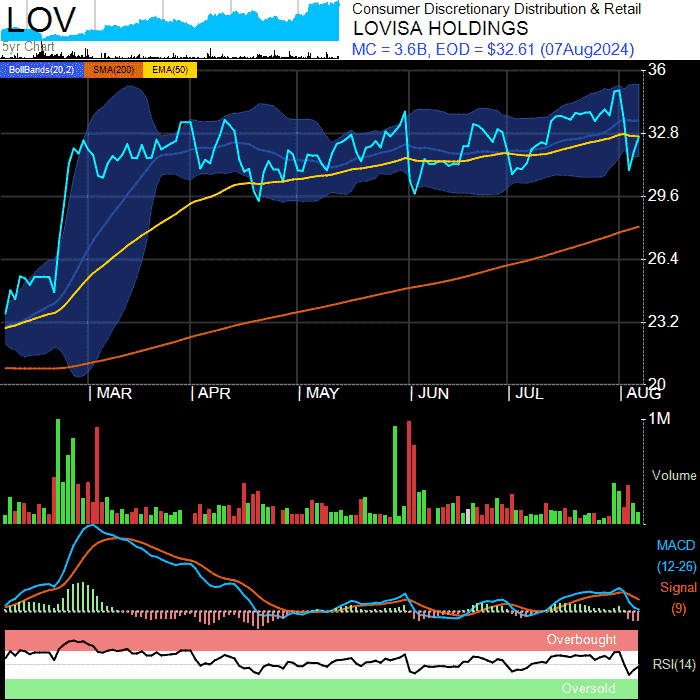 LOV
5yr Chart
Consumer Discretionary Distribution & Retail
LOVISA HOLDINGS
MC = 3.6B, EOD = $32.61 (07Aug2024)
BollBands(20,2) SMA(200) EMA(50)
36
32.8
29.6
26.4
23.2
20
MAR APR MAY JUN JUL AUG
1M
Volume
MACD
(12-26)
Signal
(9)
Overbought
RSI(14)
Oversold